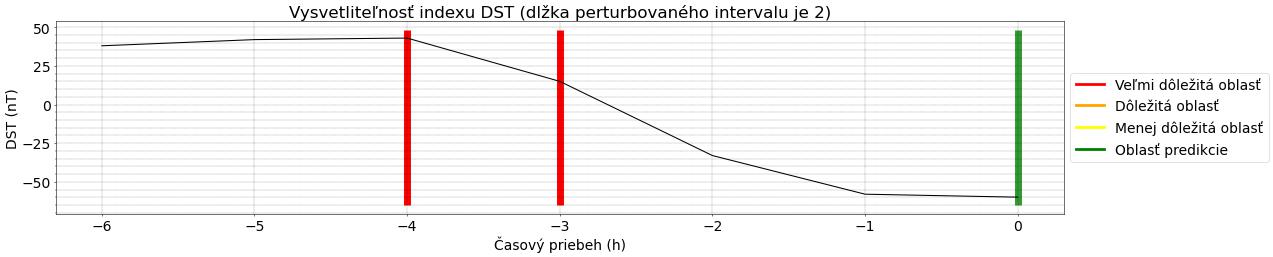 Vysvetliteľnosť indexu DST (dĺžka perturbovaného intervalu je 2)
50
25
0
−25
−50
DST (nT)
−6 −5 −4 −3 −2 −1 0
Časový priebeh (h)
Veľmi dôležitá oblasť
Dôležitá oblasť
Menej dôležitá oblasť
Oblasť predikcie